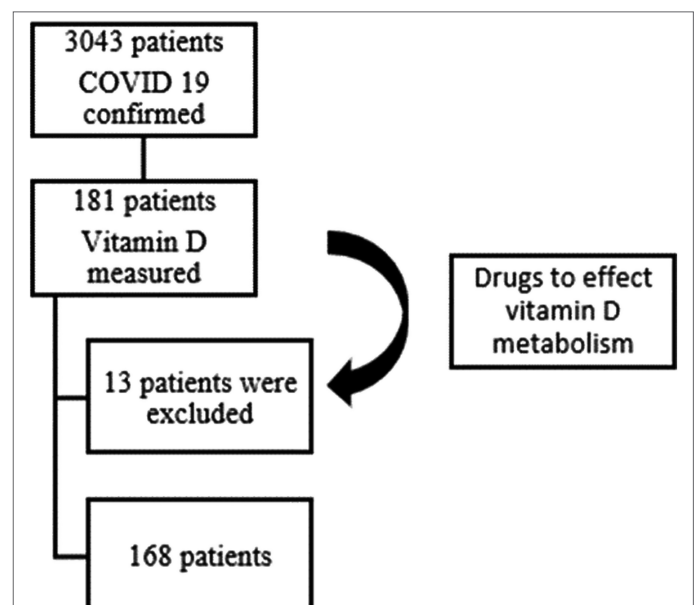 3043 patients
COVID 19
confirmed
181 patients
Vitamin D
measured
Drugs to effect
vitamin D
metabolism
13 patients were
excluded
168 patients